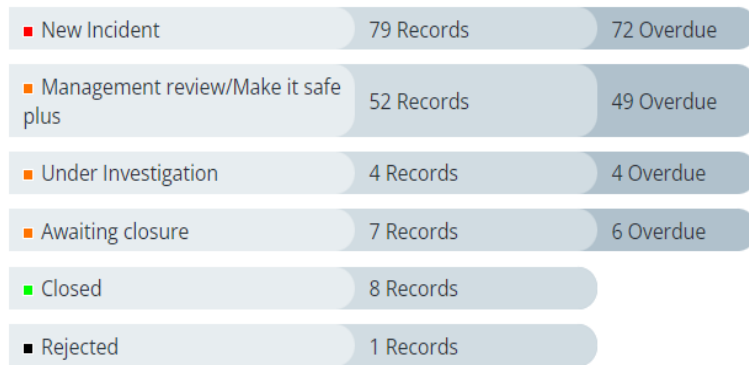 New Incident 79 Records 72 Overdue
Management review/Make it safe
plus 52 Records 49 Overdue
Under Investigation 4 Records 4 Overdue
Awaiting closure 7 Records 6 Overdue
Closed 8 Records
Rejected 1 Records